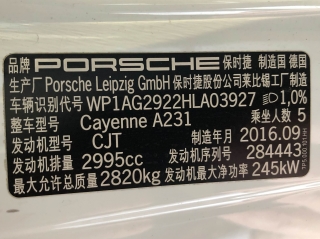 品牌 PORSCHE 保时捷 制造国 德国
生产厂 Porsche Leipzig GmbH 保时捷股份公司莱比锡工厂制造
车辆识别代号 WP1AG2922HLA03927 1,0%
整车型号 Cayenne A231 乘坐人数 5
发动机型号 CJT 制造年月 2016.09
发动机排量 2995cc 发动机序列号 284443
最大允许总质量 2820kg 发动机最大净功率 245kW